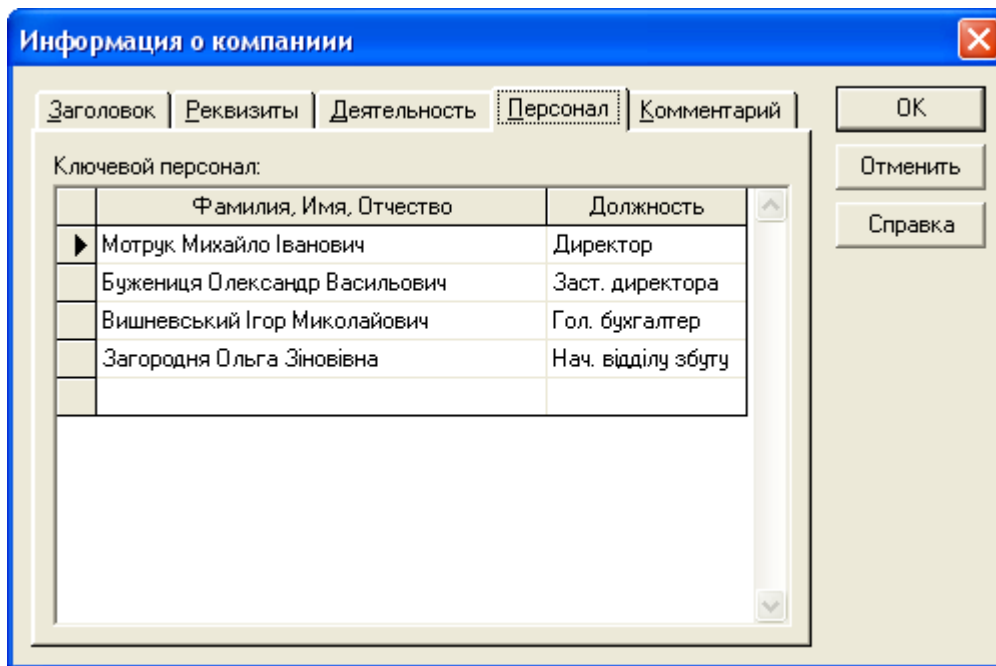 Информация о компаниии
Заголовок Реквизиты Деятельность Персонал Комментарий
OK
Отменить
Справка
Ключевой персонал:
Фамилия, Имя, Отчество Должность
Мотрук Михайло Іванович Директор
Бужениця Олександр Васильович Заст. директора
Вишневський Ігор Миколайович Гол. бухгалтер
Загородня Ольга Зіновівна Нач. відділу збуту